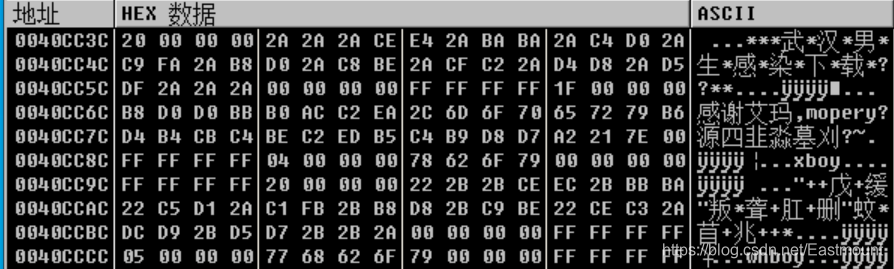 地址 HEX 数据 ASCII
0040CC3C 20 00 00 00 2A 2A 2A CE E4 2A BA BA 2A C4 D0 2A ...***武*汉*男*
0040CC4C C9 FA 2A B8 D0 2A C8 BE 2A CF C2 2A D4 D8 2A D5 生*感*染*下*载*?
0040CC5C DF 2A 2A 2A 00 00 00 00 FF FF FF FF 1F 00 00 00 ?**....ÿÿÿÿ...
0040CC6C B8 D0 D0 BB B0 AC C2 EA 2C 6D 6F 70 65 72 79 B6 感谢艾玛,mopery?
0040CC7C D4 B4 CB C4 BE C2 ED B5 C4 B9 D8 D7 A2 21 7E 00 源四韭淼墓刈?~.
0040CC8C FF FF FF FF 04 00 00 00 78 62 6F 79 00 00 00 00 ÿÿÿÿ...xboy....
0040CC9C FF FF FF FF 20 00 00 00 22 2B 2B CE EC 2B BB BA ÿÿÿÿ ..."++戊+缓
0040CCAC 22 C5 D1 2A C1 FB 2B B8 D8 2B C9 BE 22 CE C3 2A "叛*聋+肛+删"蚊*
0040CCBC DC D9 2B D5 D7 2B 2B 2A 00 00 00 00 FF FF FF FF 苜+兆++*....ÿÿÿÿ
0040CCCC 05 00 00 00 77 68 62 6F 79 00 00 00 FF FF FF FF ...whboy...ÿÿÿÿ
https://blog.csdn.net/Eastmount